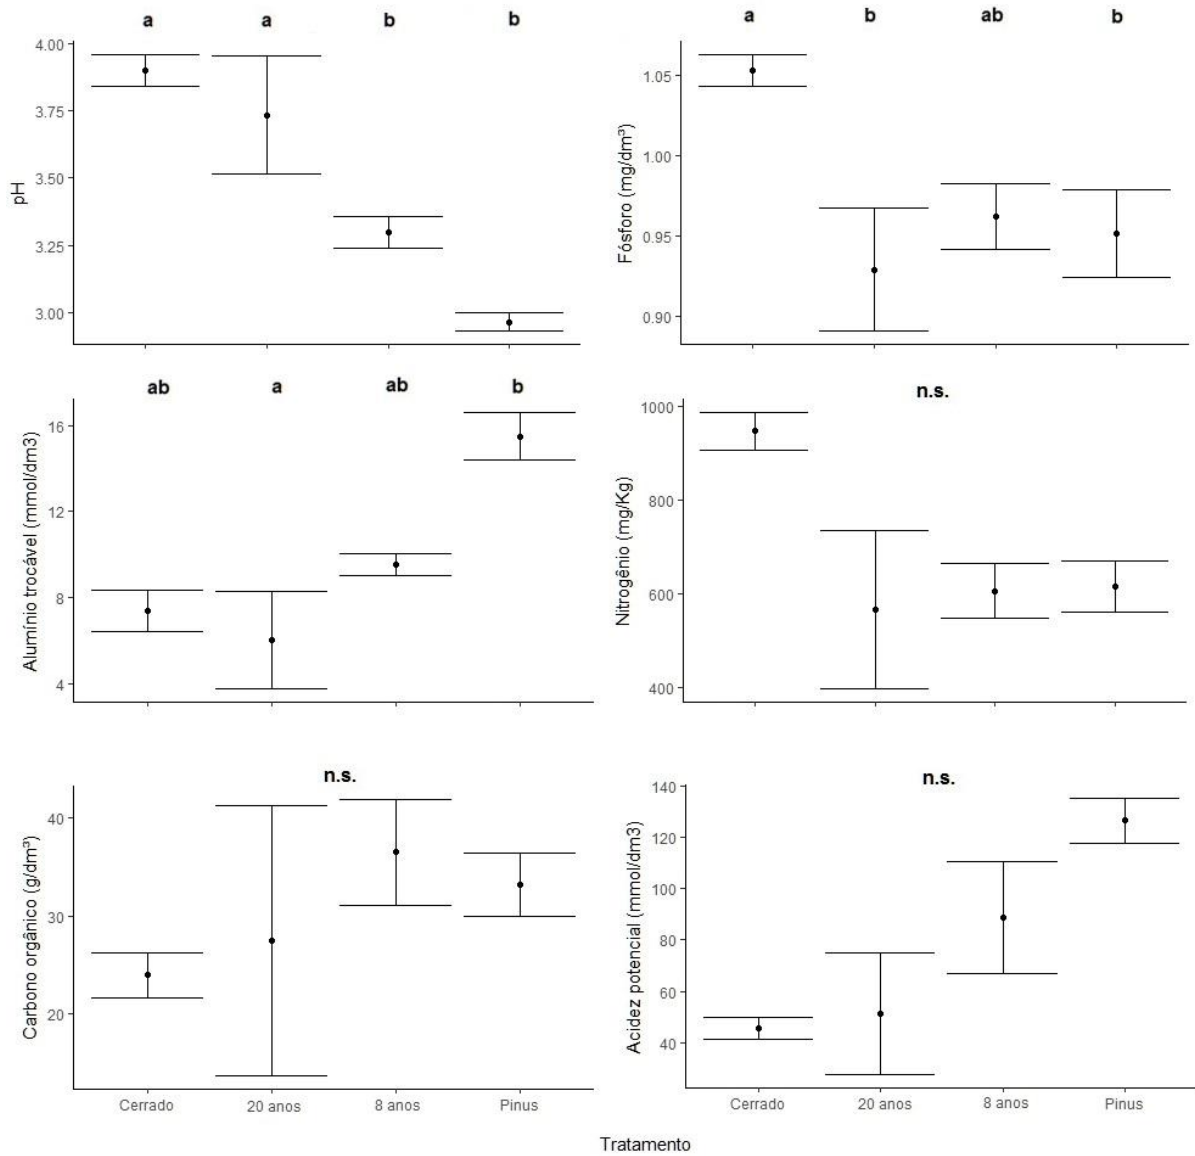 a a b b
pH
4.00
3.75
3.50
3.25
3.00
a b ab b
Fósforo (mg/dm³)
1.05
1.00
0.95
0.90
ab a ab b
Alumínio trocável (mmol/dm3)
16
12
8
4
n.s.
Nitrogênio (mg/Kg)
1000
800
600
400
n.s.
Carbono orgânico (g/dm³)
40
30
20
Cerrado 20 anos 8 anos Pinus
n.s.
Acidez potencial (mmol/dm3)
140
120
100
80
60
40
Cerrado 20 anos 8 anos Pinus
Tratamento